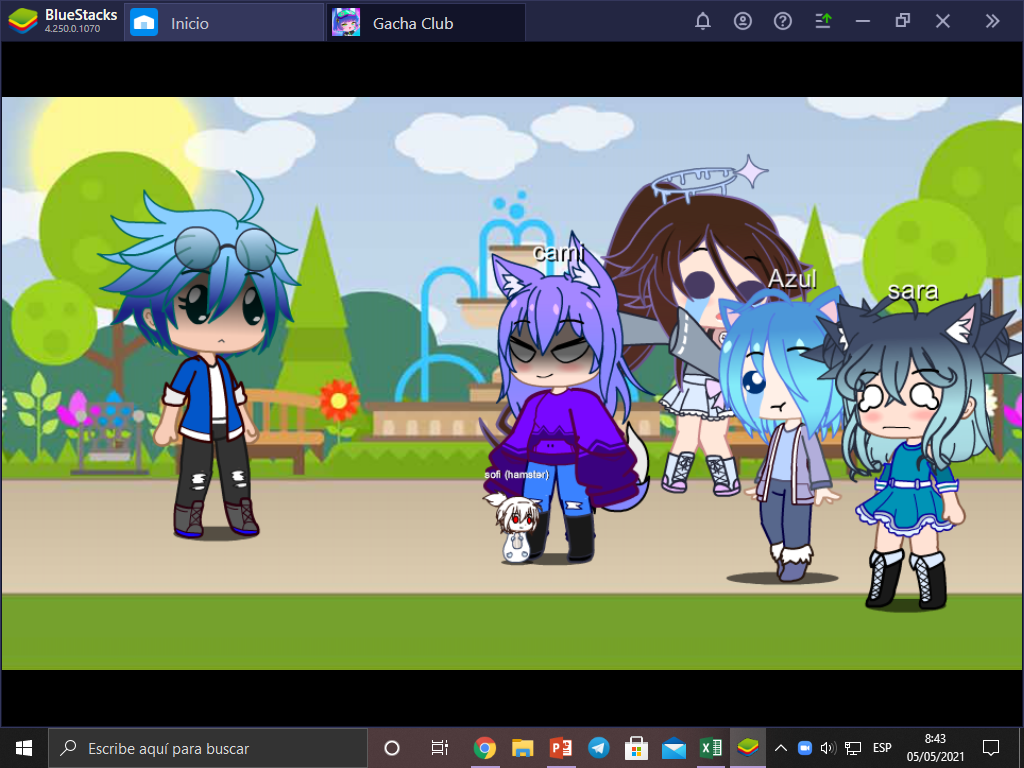 BlueStacks
4.250.0.1070
Inicio
Gacha Club
cami
Azul
sara
sofi (hamster)
Escribe aquí para buscar
ESP
8:43
05/05/2021